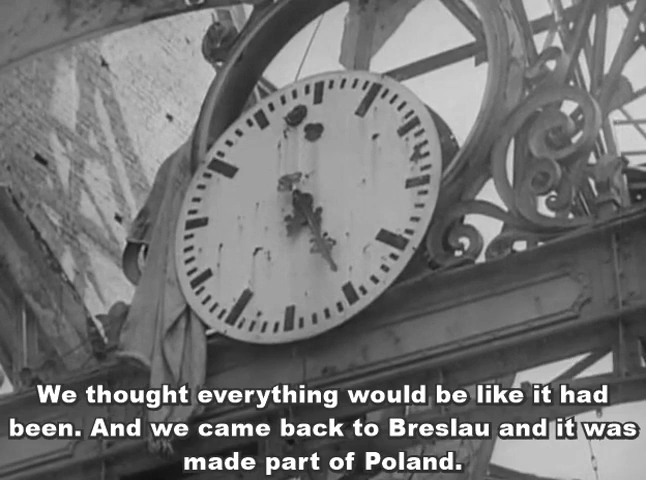 We thought everything would be like it had
been. And we came back to Breslau and it was
made part of Poland.